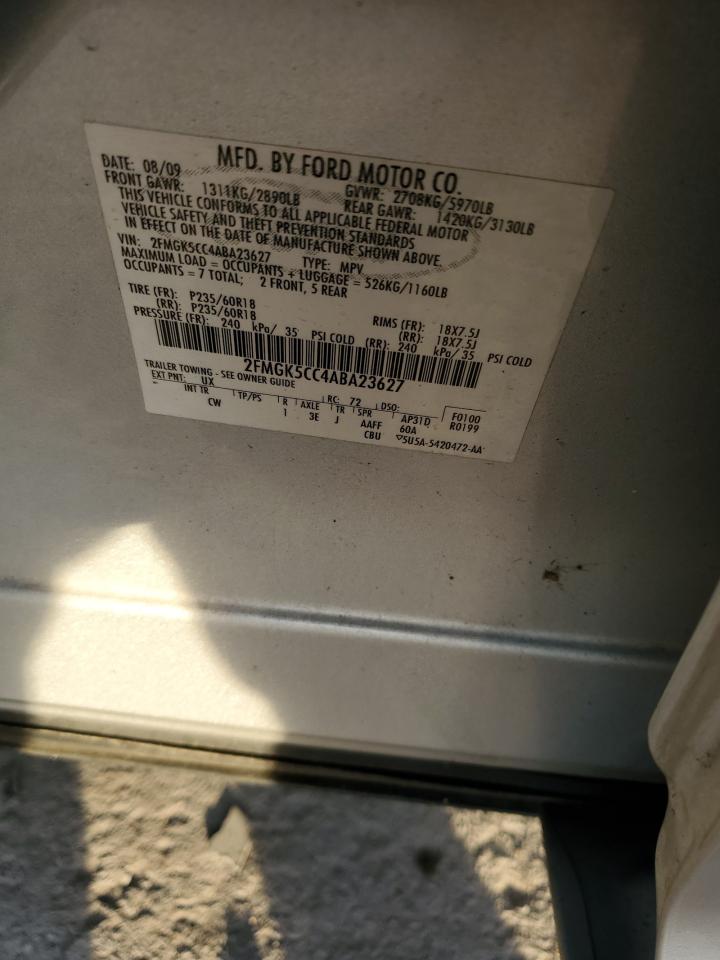 MFD. BY FORD MOTOR CO.
DATE: 08/09 GVWR: 2708KG/5970LB
FRONT GAWR: 1311KG/2890LB REAR GAWR: 1420KG/3130LB
THIS VEHICLE CONFORMS TO ALL APPLICABLE FEDERAL MOTOR
VEHICLE SAFETY AND THEFT PREVENTION STANDARDS
IN EFFECT ON THE DATE OF MANUFACTURE SHOWN ABOVE.
VIN: 2FMGK5CC4ABA23627 TYPE: MPV
MAXIMUM LOAD = OCCUPANTS + LUGGAGE = 526KG/1160LB
OCCUPANTS = 7 TOTAL; 2 FRONT, 5 REAR
TIRE (FR): P235/60R18 RIMS (FR): 18X7.5J
(RR): P235/60R18 (RR): 18X7.5J
PRESSURE (FR): 240 kPa/ 35 PSI COLD (RR): 240 kPa/35 PSI COLD
2FMGK5CC4ABA23627
TRAILER TOWING - SEE OWNER GUIDE
EXT PNT: UX RC: 72 DSO: F0100
INT TR TP/PS R AXLE TR SPR AP31D R0199
CW 1 3E J AAFF 60A
CBU ▽5U5A-5420472-AA